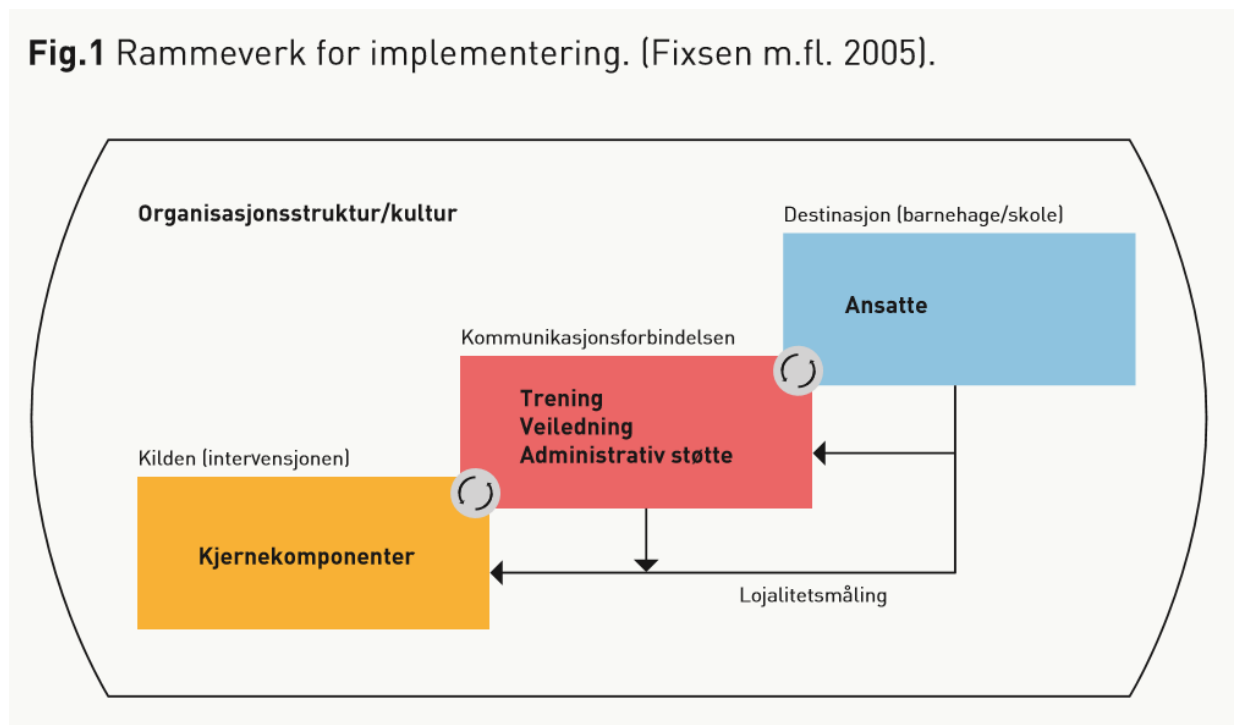 Fig.1 Rammeverk for implementering. (Fixsen m.fl. 2005).
Organisasjonsstruktur/kultur
Destinasjon (barnehage/skole)
Ansatte
Kommunikasjonsforbindelsen
Trening
Veiledning
Administrativ støtte
Kilden (intervensjonen)
Kjernekomponenter
Lojalitetsmåling